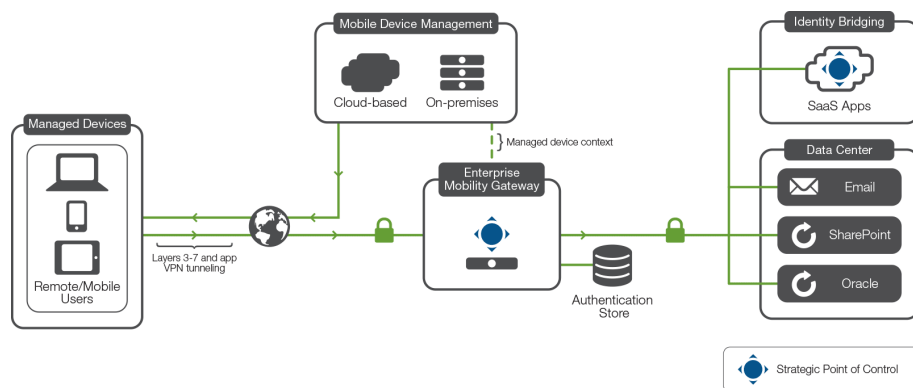 Mobile Device Management
Cloud-based
On-premises
Identity Bridging
SaaS Apps
Managed Devices
Remote/Mobile
Users
Layers 3-7 and app
VPN tunneling
} Managed device context
Enterprise
Mobility Gateway
Authentication
Store
Data Center
Email
SharePoint
Oracle
Strategic Point of Control